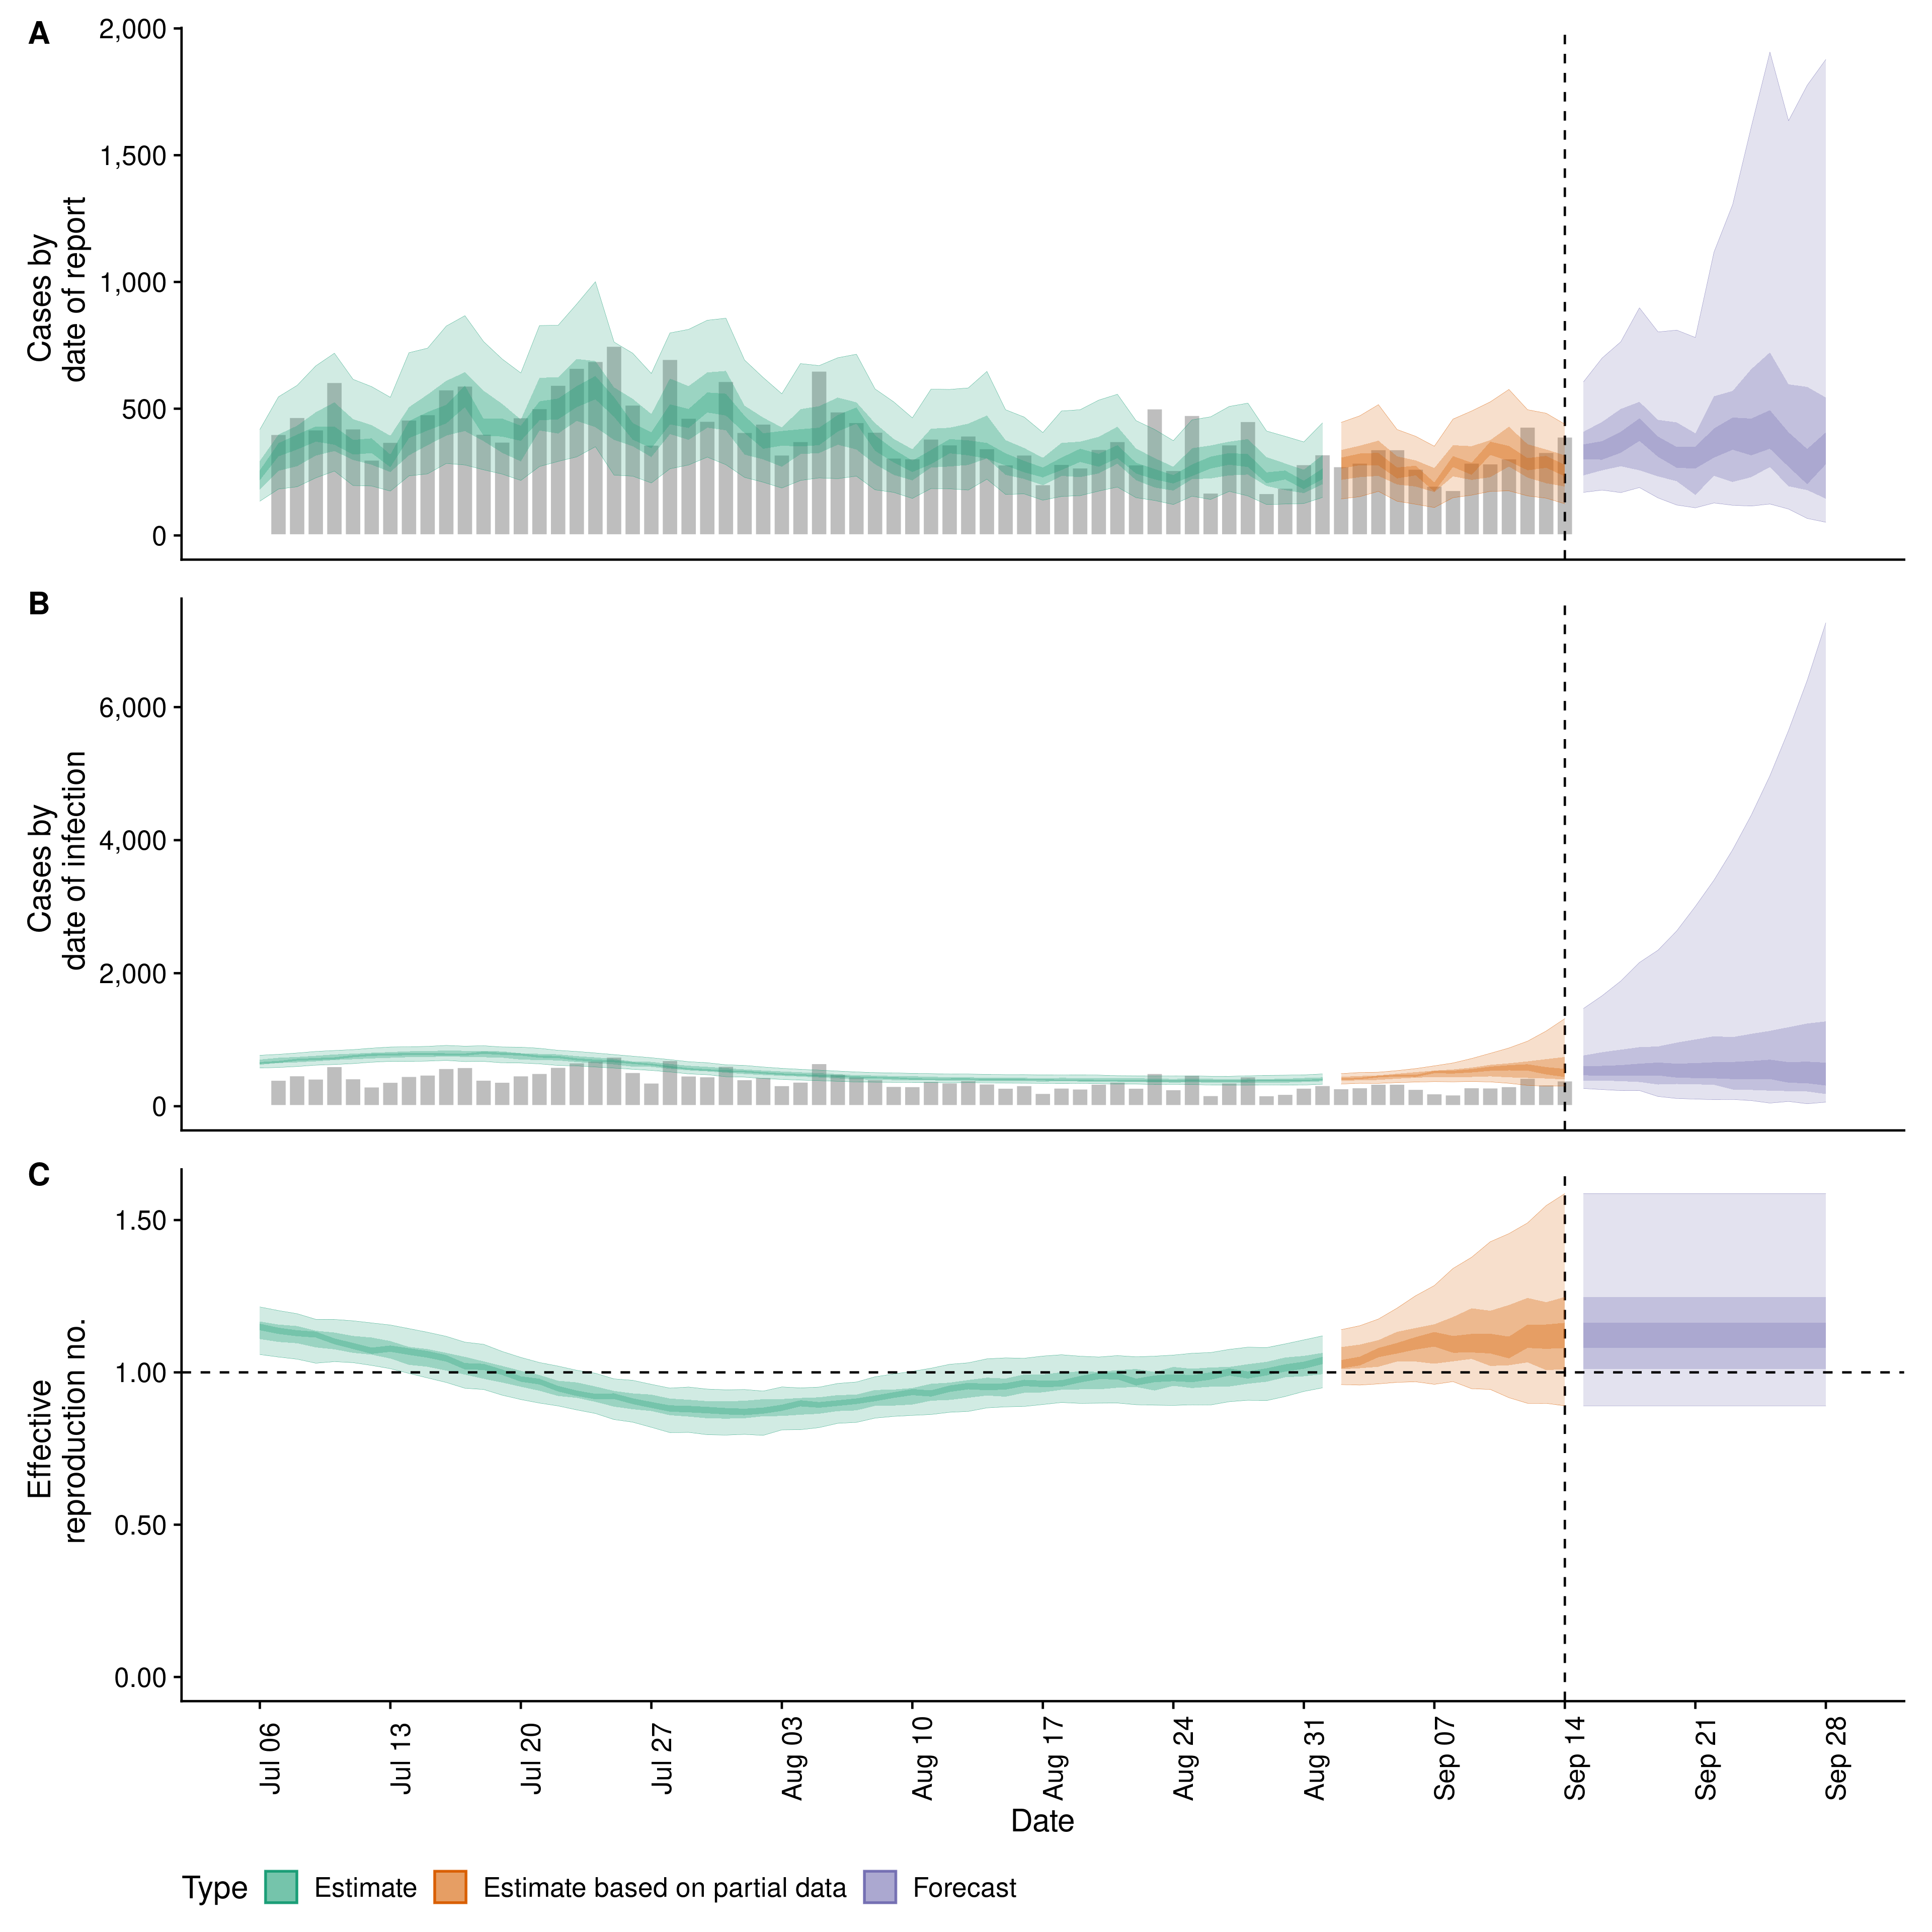 A
Cases by
date of report
2,000
1,500
1,000
500
0
B
Cases by
date of infection
6,000
4,000
2,000
0
C
Effective
reproduction no.
1.50
1.00
0.50
0.00
Jul 06
Jul 13
Jul 20
Jul 27
Aug 03
Aug 10
Aug 17
Aug 24
Aug 31
Sep 07
Sep 14
Sep 21
Sep 28
Date
Type Estimate Estimate based on partial data Forecast